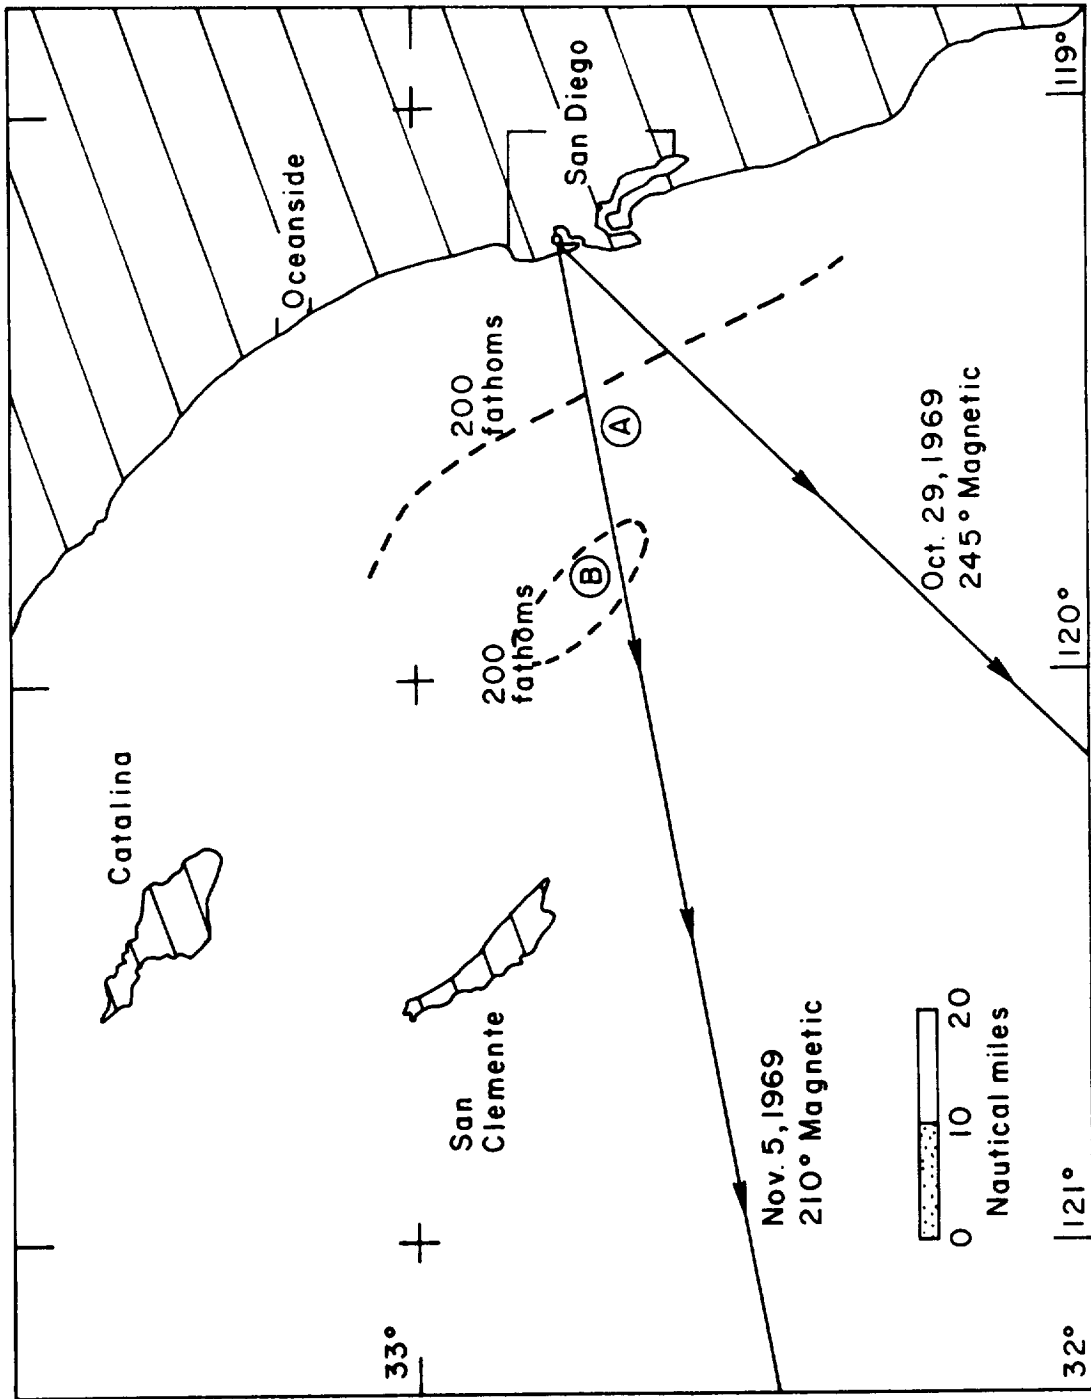 Catalina
Oceanside
33°
San
Clemente
200
fathoms
200
fathoms
San Diego
B
A
Nov. 5, 1969
210° Magnetic
Oct. 29, 1969
245° Magnetic
0 10 20
Nautical miles
32°
121°
120°
119°